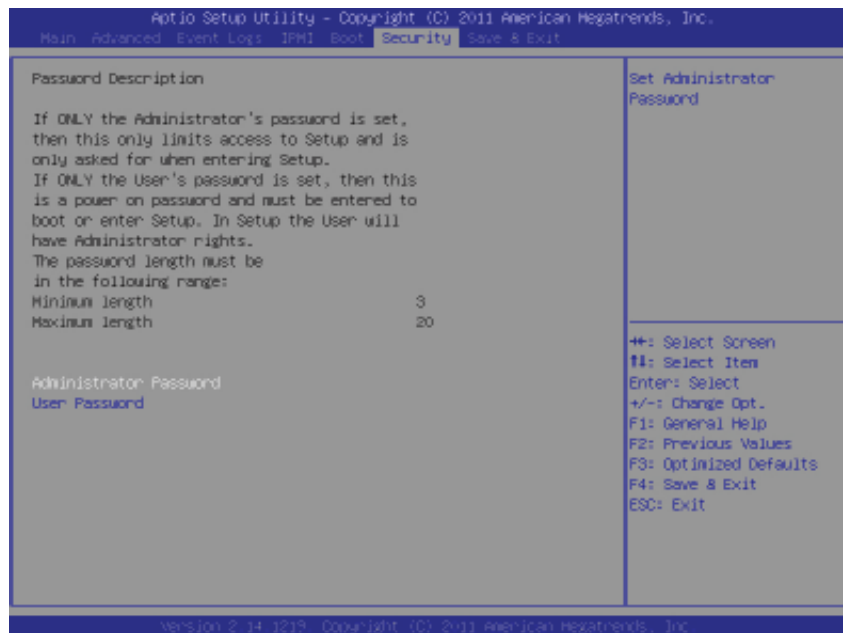 Aptio Setup Utility - Copyright (C) 2011 American Megatrends, Inc.
Main Advanced Event Logs IPMI Boot Security Save & Exit
Password Description
If ONLY the Administrator's password is set,
then this only limits access to Setup and is
only asked for when entering Setup.
If ONLY the User's password is set, then this
is a power on password and must be entered to
boot or enter Setup. In Setup the User will
have Administrator rights.
The password length must be
in the following range:
Minimum length 3
Maximum length 20
Administrator Password
User Password
Set Administrator
Password
→←: Select Screen
↑↓: Select Item
Enter: Select
+/-: Change Opt.
F1: General Help
F2: Previous Values
F3: Optimized Defaults
F4: Save & Exit
ESC: Exit
Version 2.14.1219. Copyright (C) 2011 American Megatrends, Inc.